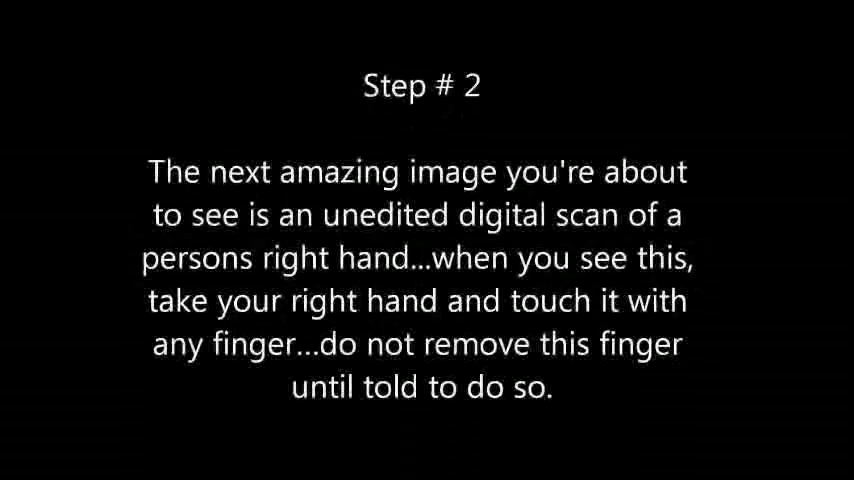 Step # 2
The next amazing image you're about
to see is an unedited digital scan of a
persons right hand...when you see this,
take your right hand and touch it with
any finger...do not remove this finger
until told to do so.